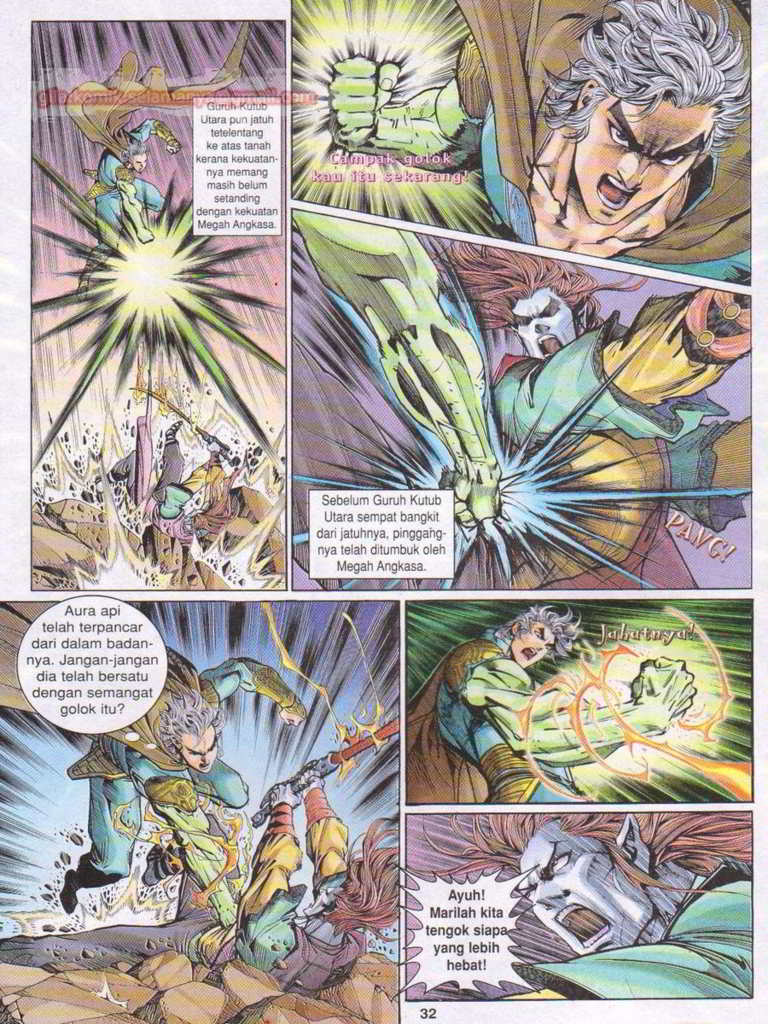 Guruh Kutub
Utara pun jatuh
tetelentang
ke atas tanah
kerana kekuatan-
nya memang
masih belum
setanding
dengan kekuatan
Megah Angkasa.
Campak golok
kau itu sekarang!
Sebelum Guruh Kutub
Utara sempat bangkit
dari jatuhnya, pinggahg-
nya telah ditumbuk oleh
Megah Angkasa.
PANG!
Aura api
telah terpancar
dari dalam badan-
nya. Jangan-jangan
dia telah bersatu
dengan semangat
golok itu?
Jahatnya!
Ayuh!
Marilah kita
tengok siapa
yang lebih
hebat!
32